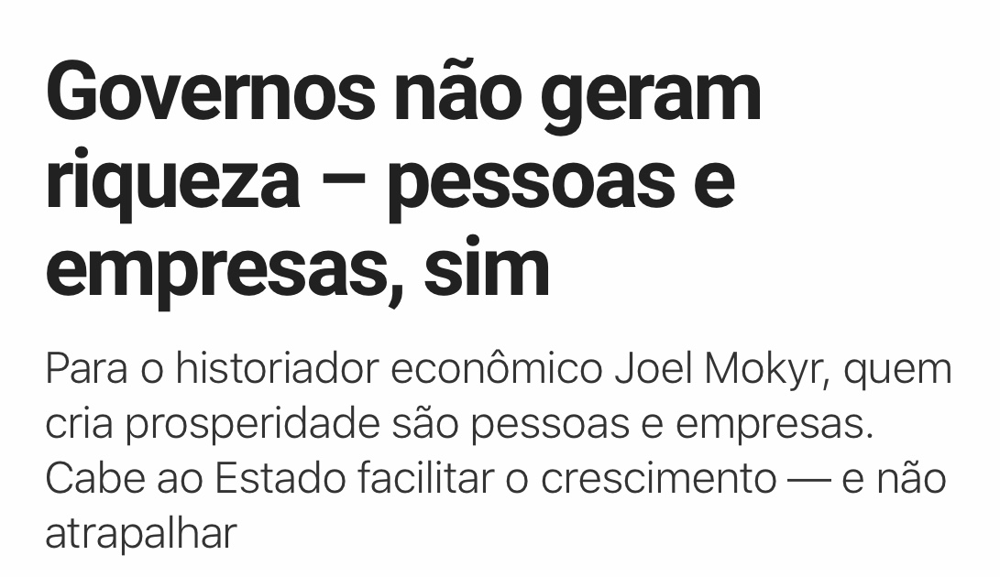 Governos não geram
riqueza – pessoas e
empresas, sim
Para o historiador econômico Joel Mokyr, quem
cria prosperidade são pessoas e empresas.
Cabe ao Estado facilitar o crescimento — e não
atrapalhar